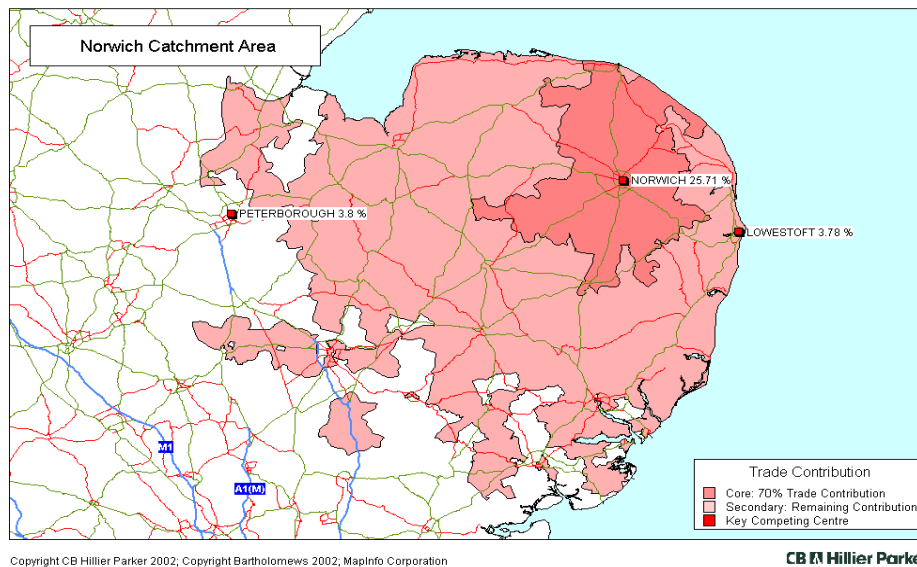 Norwich Catchment Area
NORWICH 25.71 %
PETERBOROUGH 3.8 %
LOWESTOFT 3.78 %
M1
A1(M)
Trade Contribution
Core: 70% Trade Contribution
Secondary: Remaining Contribution
Key Competing Centre
Copyright CB Hillier Parker 2002; Copyright Bartholomews 2002; MapInfo Corporation
CB Hillier Parke